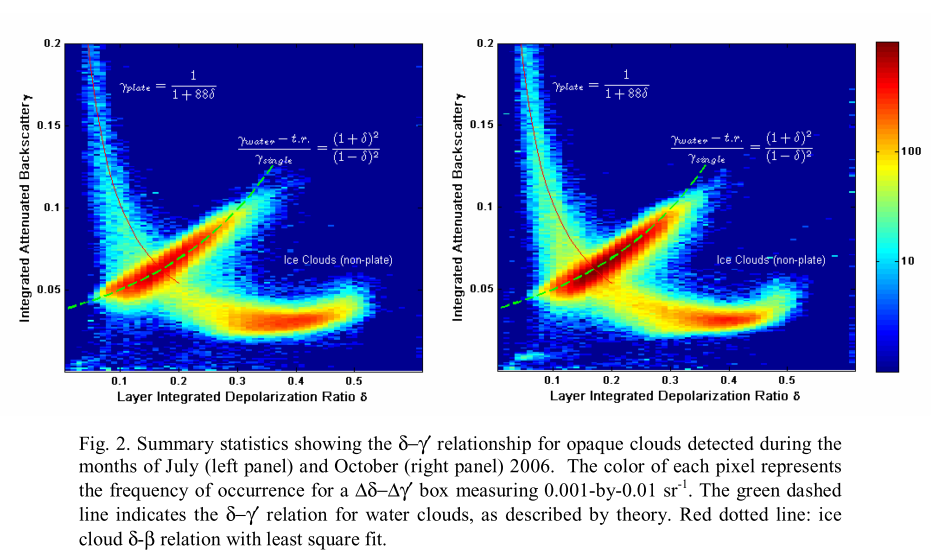 0.2
0.15
0.1
0.05
Integrated Attenuated Backscatter γ
γplate = 1 / 1 + 88δ
γwater − t.r. / γsingle = (1 + δ)² / (1 − δ)²
Ice Clouds (non-plate)
0.1 0.2 0.3 0.4 0.5
Layer Integrated Depolarization Ratio δ
0.2
0.15
0.1
0.05
Integrated Attenuated Backscatter γ
γplate = 1 / 1 + 88δ
γwater − t.r. / γsingle = (1 + δ)² / (1 − δ)²
Ice Clouds (non-plate)
0.1 0.2 0.3 0.4 0.5
Layer Integrated Depolarization Ratio δ
100
10
Fig. 2. Summary statistics showing the δ–γ′ relationship for opaque clouds detected during the
months of July (left panel) and October (right panel) 2006. The color of each pixel represents
the frequency of occurrence for a Δδ–Δγ′ box measuring 0.001-by-0.01 sr⁻¹. The green dashed
line indicates the δ–γ′ relation for water clouds, as described by theory. Red dotted line: ice
cloud δ-β relation with least square fit.